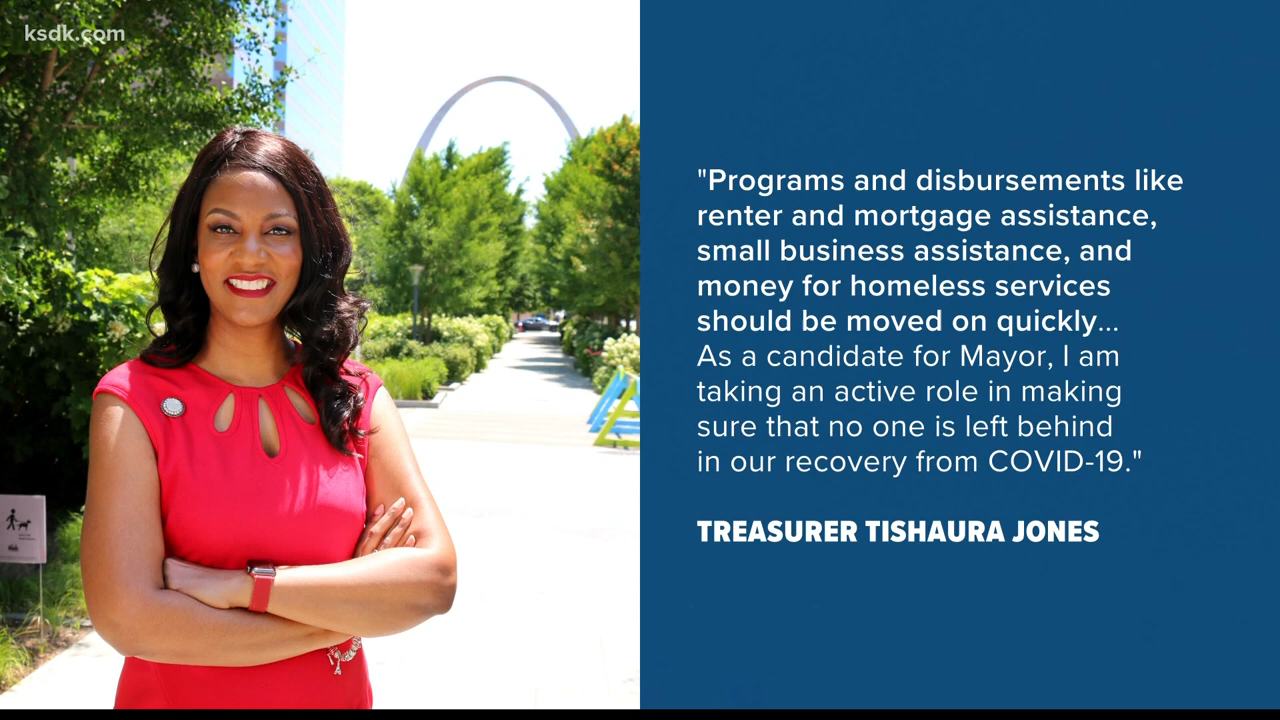 ksdk.com
"Programs and disbursements like
renter and mortgage assistance,
small business assistance, and
money for homeless services
should be moved on quickly...
As a candidate for Mayor, I am
taking an active role in making
sure that no one is left behind
in our recovery from COVID-19."
TREASURER TISHAURA JONES